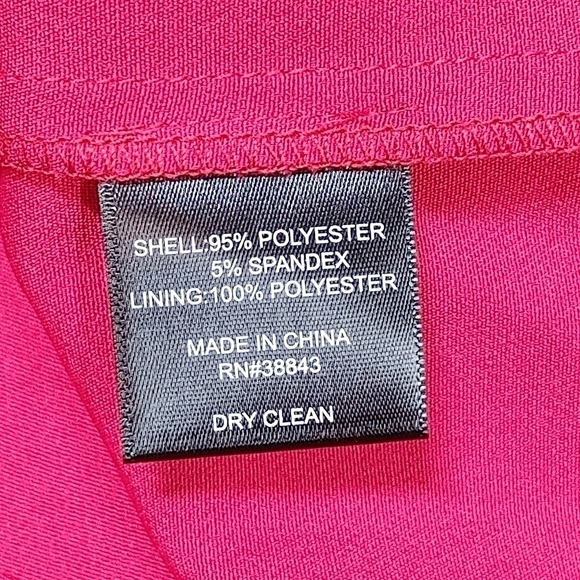 SHELL:95% POLYESTER
5% SPANDEX
LINING:100% POLYESTER
MADE IN CHINA
RN#38843
DRY CLEAN